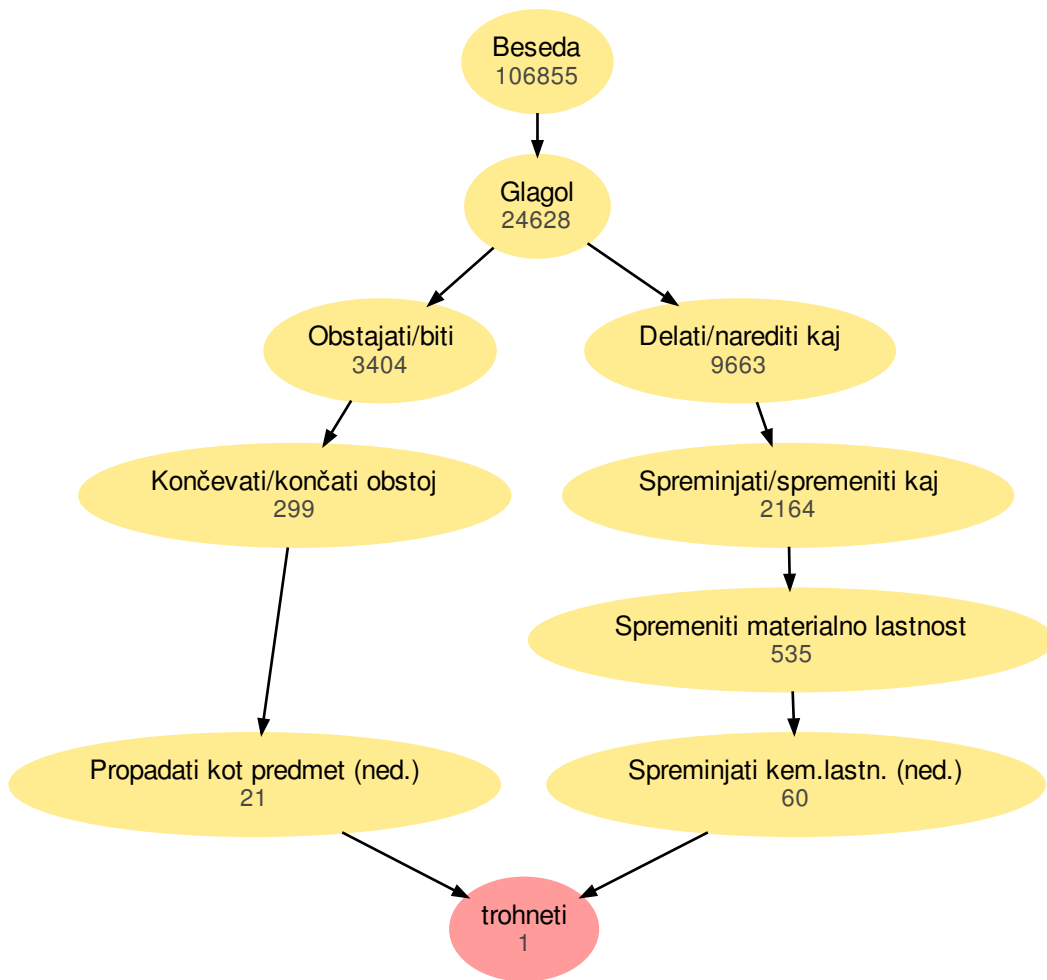 Beseda
106855
Glagol
24628
Obstajati/biti
3404
Delati/narediti kaj
9663
Končevati/končati obstoj
299
Spreminjati/spremeniti kaj
2164
Spremeniti materialno lastnost
535
Propadati kot predmet (ned.)
21
Spreminjati kem.lastn. (ned.)
60
trohneti
1